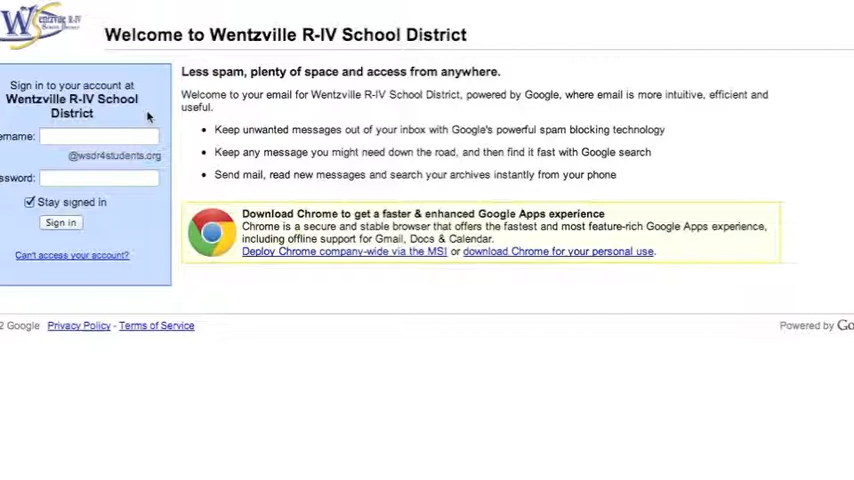 Wentzville R-IV
School District
Welcome to Wentzville R-IV School District
Sign in to your account at
Wentzville R-IV School
District
ername:
@wsdr4students.org
ssword:
Stay signed in
Sign in
Can't access your account?
Less spam, plenty of space and access from anywhere.
Welcome to your email for Wentzville R-IV School District, powered by Google, where email is more intuitive, efficient and
useful.
Keep unwanted messages out of your inbox with Google's powerful spam blocking technology
Keep any message you might need down the road, and then find it fast with Google search
Send mail, read new messages and search your archives instantly from your phone
Download Chrome to get a faster & enhanced Google Apps experience
Chrome is a secure and stable browser that offers the fastest and most feature-rich Google Apps experience,
including offline support for Gmail, Docs & Calendar.
Deploy Chrome company-wide via the MSI or download Chrome for your personal use.
2 Google Privacy Policy - Terms of Service
Powered by Go